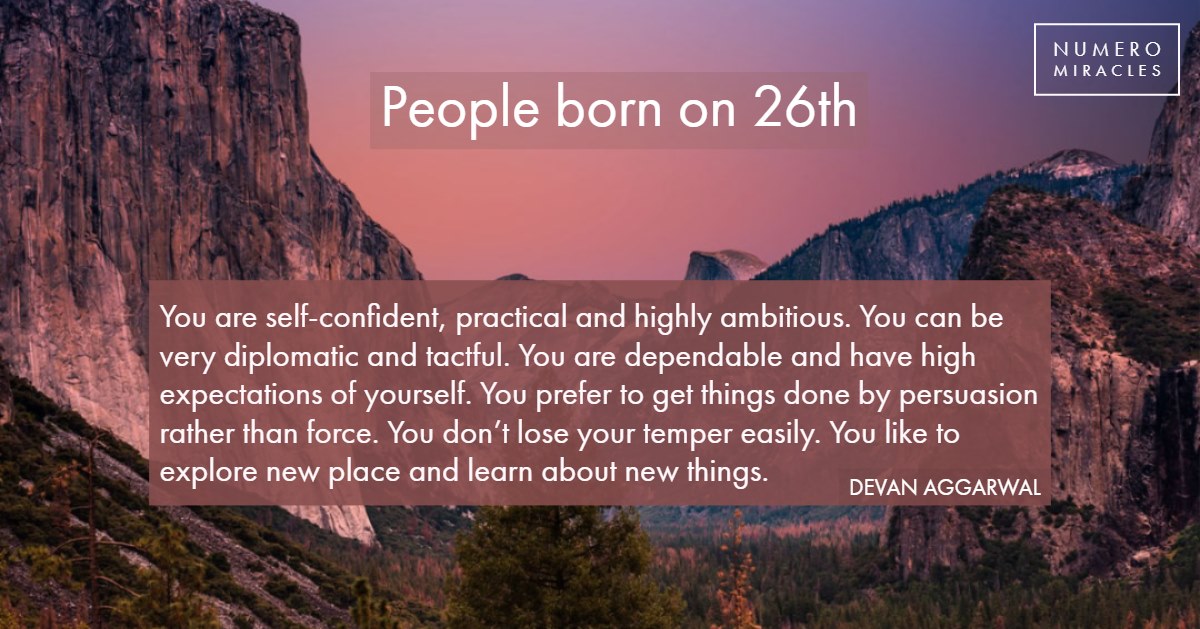 NUMERO
MIRACLES
People born on 26th
You are self-confident, practical and highly ambitious. You can be
very diplomatic and tactful. You are dependable and have high
expectations of yourself. You prefer to get things done by persuasion
rather than force. You don’t lose your temper easily. You like to
explore new place and learn about new things.
DEVAN AGGARWAL